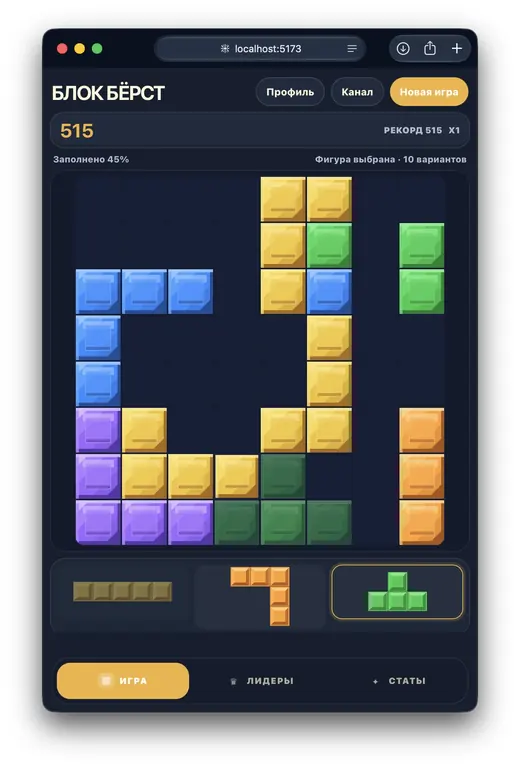 localhost:5173
БЛОК БЁРСТ
Профиль
Канал
Новая игра
515
РЕКОРД 515 X1
Заполнено 45%
Фигура выбрана · 10 вариантов
ИГРА
ЛИДЕРЫ
СТАТЫ